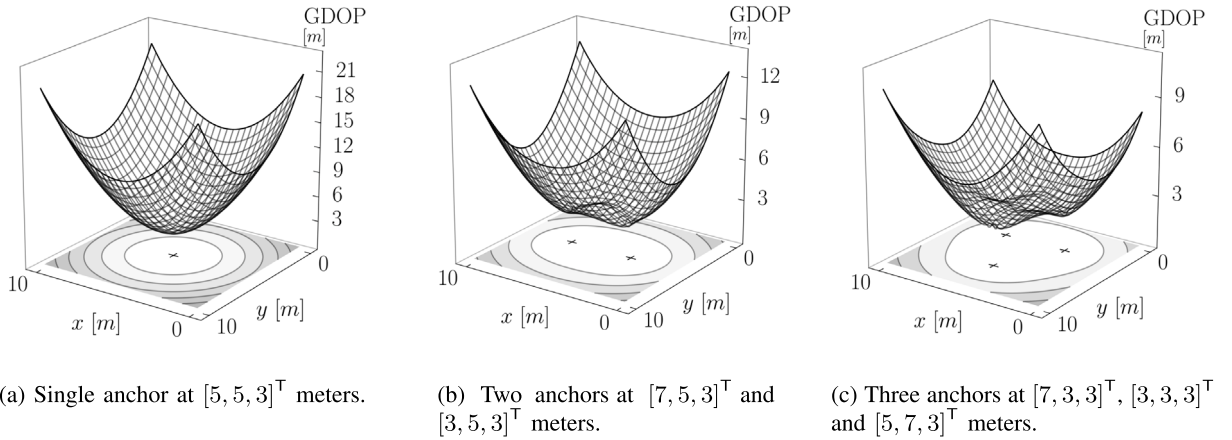 GDOP
[m]
21
18
15
12
9
6
3
10
x [m]
0
10
y [m]
0
GDOP
[m]
12
9
6
3
10
x [m]
0
10
y [m]
0
GDOP
[m]
9
6
3
10
x [m]
0
10
y [m]
0
(a) Single anchor at [5, 5, 3]ᵀ meters.
(b) Two anchors at [7, 5, 3]ᵀ and
[3, 5, 3]ᵀ meters.
(c) Three anchors at [7, 3, 3]ᵀ, [3, 3, 3]ᵀ
and [5, 7, 3]ᵀ meters.